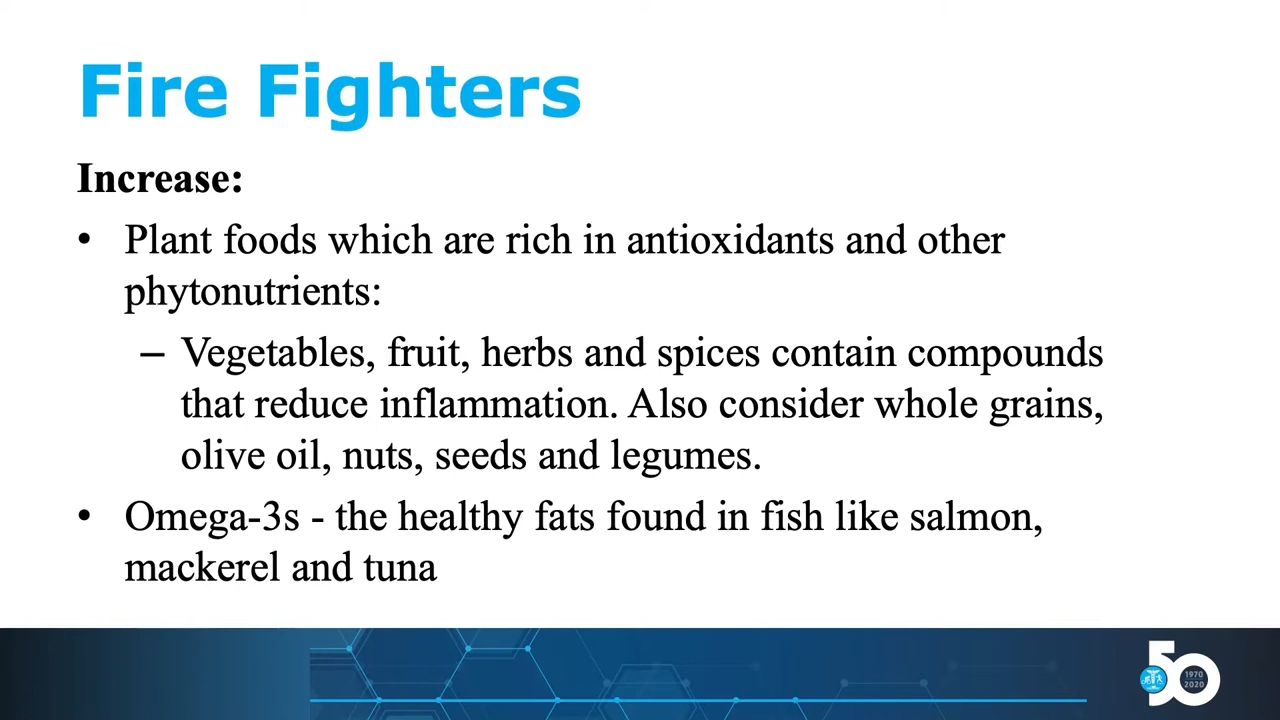 Fire Fighters
Increase:
• Plant foods which are rich in antioxidants and other
phytonutrients:
– Vegetables, fruit, herbs and spices contain compounds
that reduce inflammation. Also consider whole grains,
olive oil, nuts, seeds and legumes.
• Omega-3s - the healthy fats found in fish like salmon,
mackerel and tuna
50
1970
2020